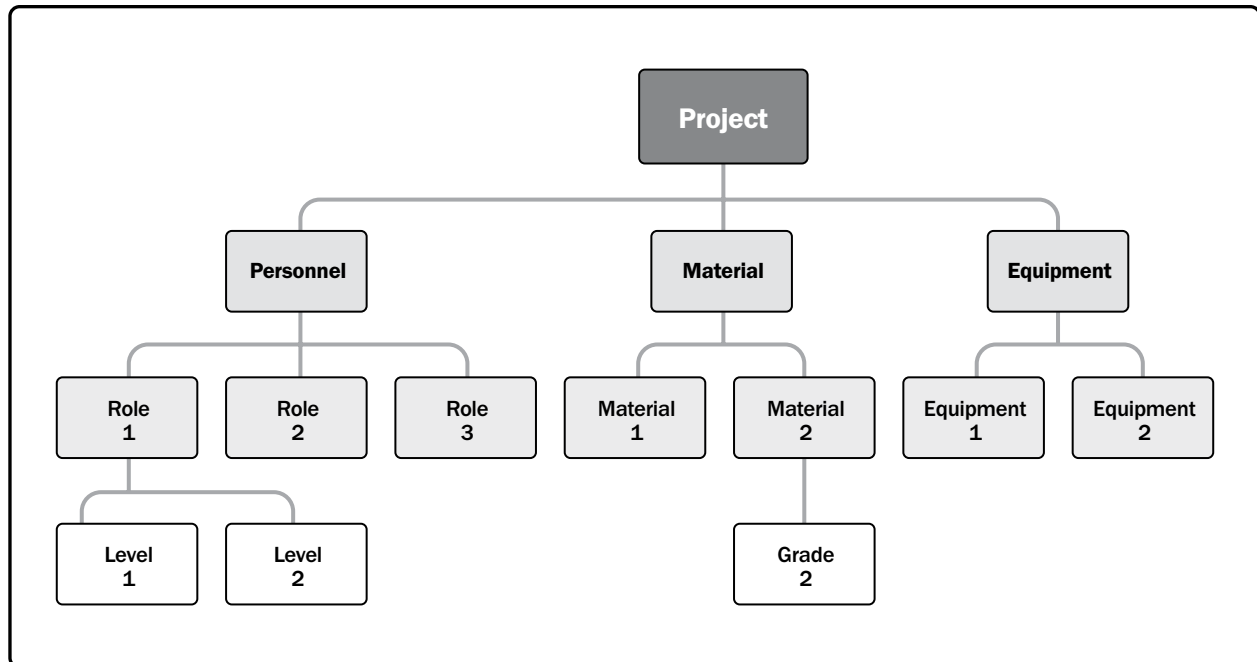 Project
Personnel
Material
Equipment
Role
1
Role
2
Role
3
Material
1
Material
2
Equipment
1
Equipment
2
Level
1
Level
2
Grade
2